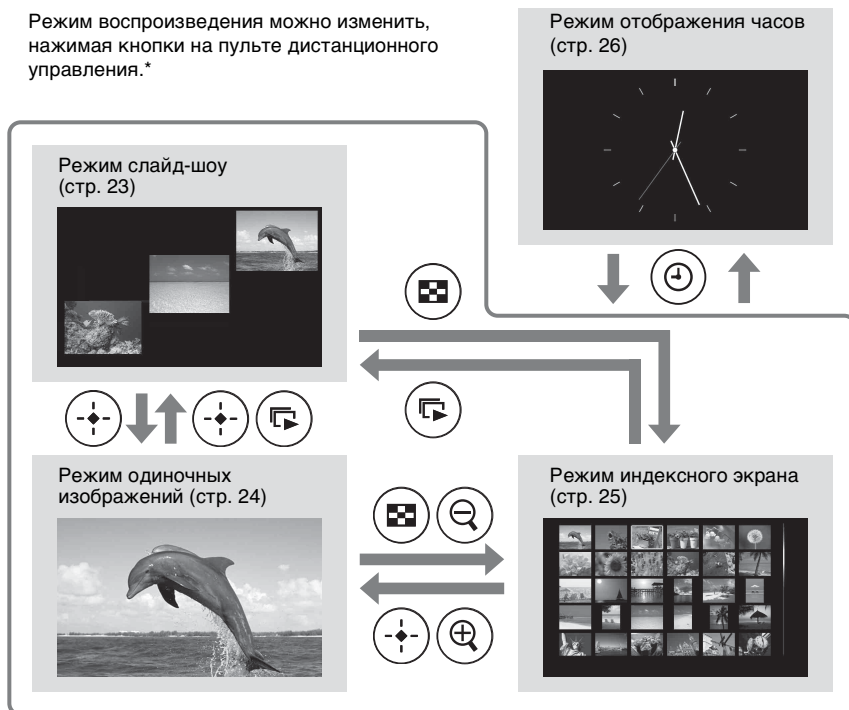 Режим воспроизведения можно изменить,
нажимая кнопки на пульте дистанционного
управления.*
Режим отображения часов
(стр. 26)
Режим слайд-шоу
(стр. 23)
Режим одиночных
изображений (стр. 24)
Режим индексного экрана
(стр. 25)